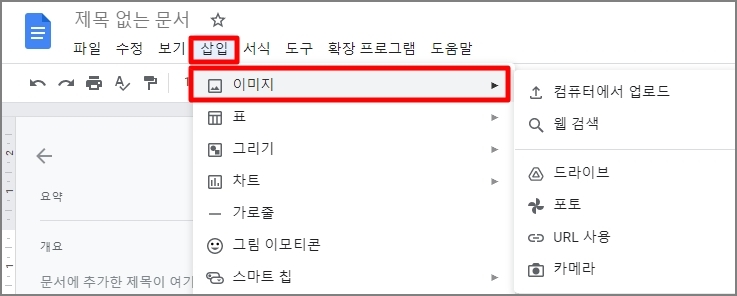 제목 없는 문서
파일 수정 보기 삽입 서식 도구 확장 프로그램 도움말
이미지
표
그리기
차트
가로줄
그림 이모티콘
스마트 칩
컴퓨터에서 업로드
웹 검색
드라이브
포토
URL 사용
카메라
2
1
1
요약
개요
문서에 추가한 제목이 여기